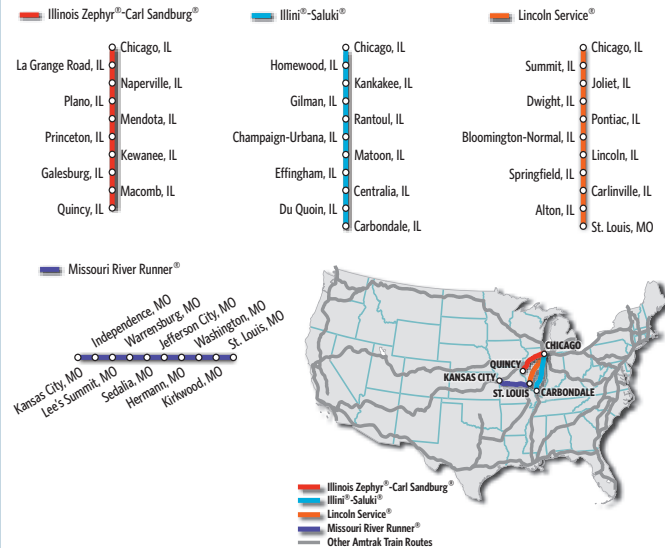 Illinois Zephyr®-Carl Sandburg®
Chicago, IL
La Grange Road, IL
Naperville, IL
Plano, IL
Mendota, IL
Princeton, IL
Kewanee, IL
Galesburg, IL
Macomb, IL
Quincy, IL
Illini®-Saluki®
Chicago, IL
Homewood, IL
Kankakee, IL
Gilman, IL
Rantoul, IL
Champaign-Urbana, IL
Matoon, IL
Effingham, IL
Centralia, IL
Du Quoin, IL
Carbondale, IL
Lincoln Service®
Chicago, IL
Summit, IL
Joliet, IL
Dwight, IL
Pontiac, IL
Bloomington-Normal, IL
Lincoln, IL
Springfield, IL
Carlinville, IL
Alton, IL
St. Louis, MO
Missouri River Runner®
Kansas City, MO
Independence, MO
Lee's Summit, MO
Warrensburg, MO
Sedalia, MO
Jefferson City, MO
Hermann, MO
Washington, MO
Kirkwood, MO
St. Louis, MO
CHICAGO
QUINCY
KANSAS CITY
ST. LOUIS
CARBONDALE
Illinois Zephyr®-Carl Sandburg®
Illini®-Saluki®
Lincoln Service®
Missouri River Runner®
Other Amtrak Train Routes